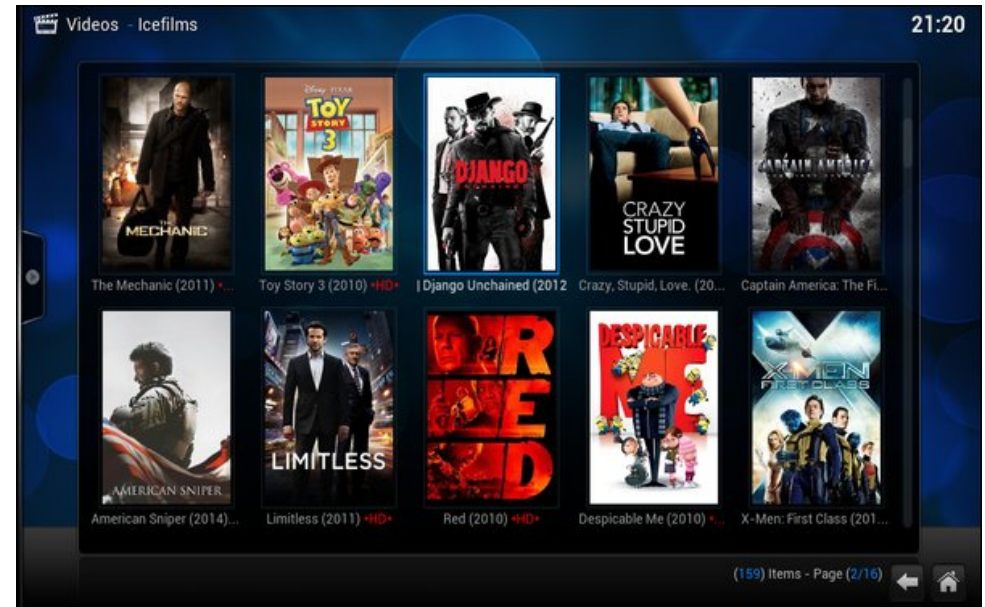 Videos - Icefilms
21:20
THE
MECHANIC
The Mechanic (2011) •...
Disney · PIXAR
TOY
STORY
3
Toy Story 3 (2010) •HD•
DJANGO
UNCHAINED
| Django Unchained (2012
CRAZY
STUPID
LOVE
Crazy, Stupid, Love. (20...
CAPTAIN AMERICA
Captain America: The Fi...
AMERICAN SNIPER
American Sniper (2014)...
LIMITLESS
Limitless (2011) •HD•
RED
Red (2010) •HD•
DESPICABLE
ME
Despicable Me (2010) •...
X-MEN
FIRST CLASS
X-Men: First Class (201...
(159) Items - Page (2/16)